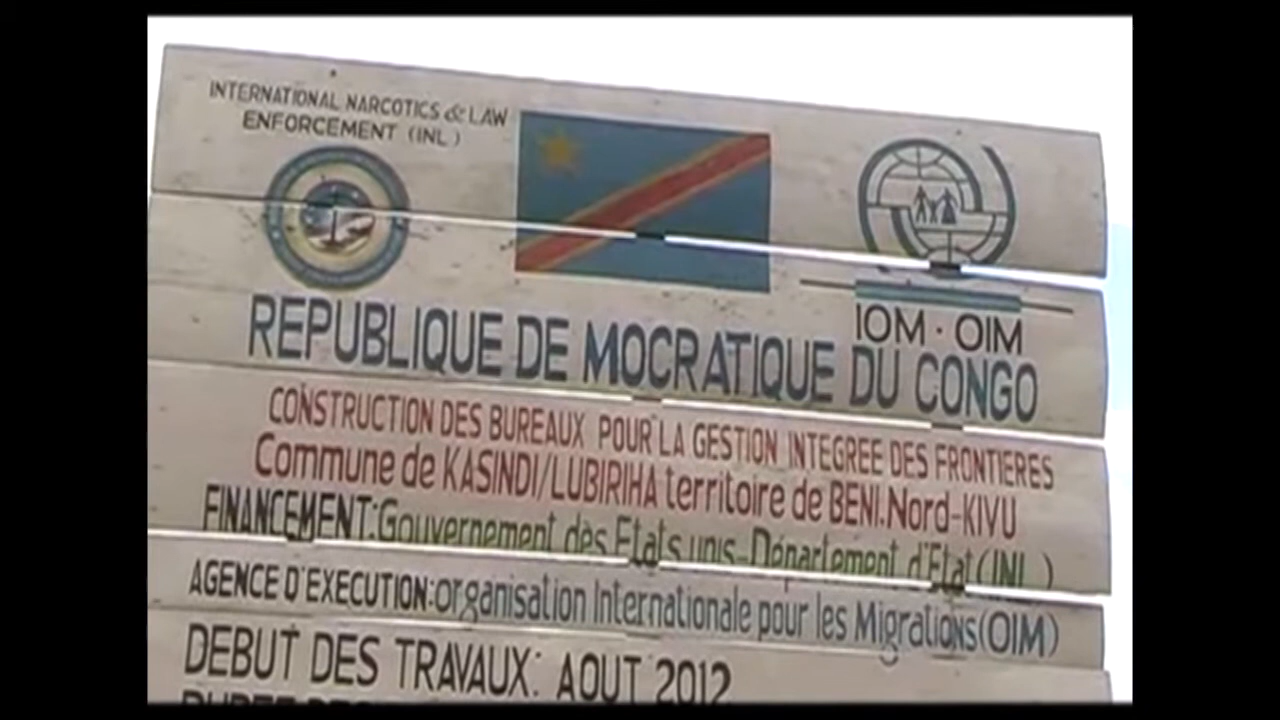 INTERNATIONAL NARCOTICS & LAW
ENFORCEMENT (INL)
IOM · OIM
REPUBLIQUE DE MOCRATIQUE DU CONGO
CONSTRUCTION DES BUREAUX POUR LA GESTION INTEGREE DES FRONTIERES
Commune de KASINDI/LUBIRIHA territoire de BENI.Nord-KIVU
FINANCEMENT:Gouvernement des Etats unis-Département d'Etat(INL)
AGENCE D'EXECUTION:organisation Internationale pour les Migrations(OIM)
DEBUT DES TRAVAUX: AOUT 2012